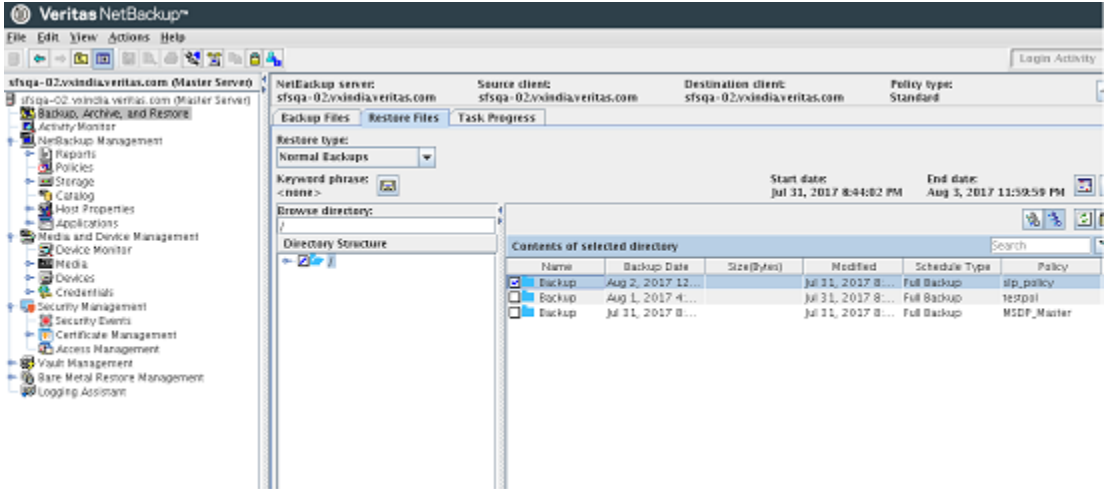 Veritas NetBackup™
File Edit View Actions Help
Login Activity
sfsqa-02.vxindia.veritas.com (Master Server)
sfsqa-02.vxindia.veritas.com (Master Server)
Backup, Archive, and Restore
Activity Monitor
NetBackup Management
Reports
Policies
Storage
Catalog
Host Properties
Applications
Media and Device Management
Device Monitor
Media
Devices
Credentials
Security Management
Security Events
Certificate Management
Access Management
Vault Management
Bare Metal Restore Management
Logging Assistant
NetBackup server: Source client: Destination client: Policy type:
sfsqa-02.vxindia.veritas.com sfsqa-02.vxindia.veritas.com sfsqa-02.vxindia.veritas.com Standard
Backup Files Restore Files Task Progress
Restore type:
Normal Backups
Keyword phrase: Start date: End date:
<none> Jul 31, 2017 8:44:02 PM Aug 3, 2017 11:59:59 PM
Browse directory:
/
Directory Structure
/
Contents of selected directory Search
Name Backup Date Size(Bytes) Modified Schedule Type Policy
Backup Aug 2, 2017 12... Jul 31, 2017 8:... Full Backup slp_policy
Backup Aug 1, 2017 4:... Jul 31, 2017 8:... Full Backup testpol
Backup Jul 31, 2017 8:... Jul 31, 2017 8:... Full Backup MSDP_Master